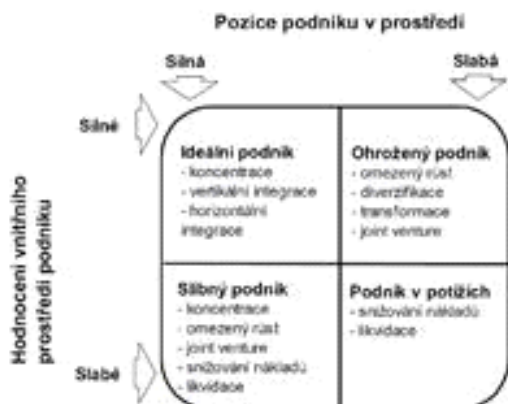 Pozice podniku v prostředí
Silná
Slabá
Silné
Hodnocení vnitřního
prostředí podniku
Slabé
Ideální podnik
- koncentrace
- vertikální integrace
- horizontální
integrace
Ohrožený podnik
- omezený růst
- diverzifikace
- transformace
- joint venture
Slibný podnik
- koncentrace
- omezený růst
- joint venture
- snižování nákladů
- likvidace
Podnik v potížích
- snižování nákladů
- likvidace